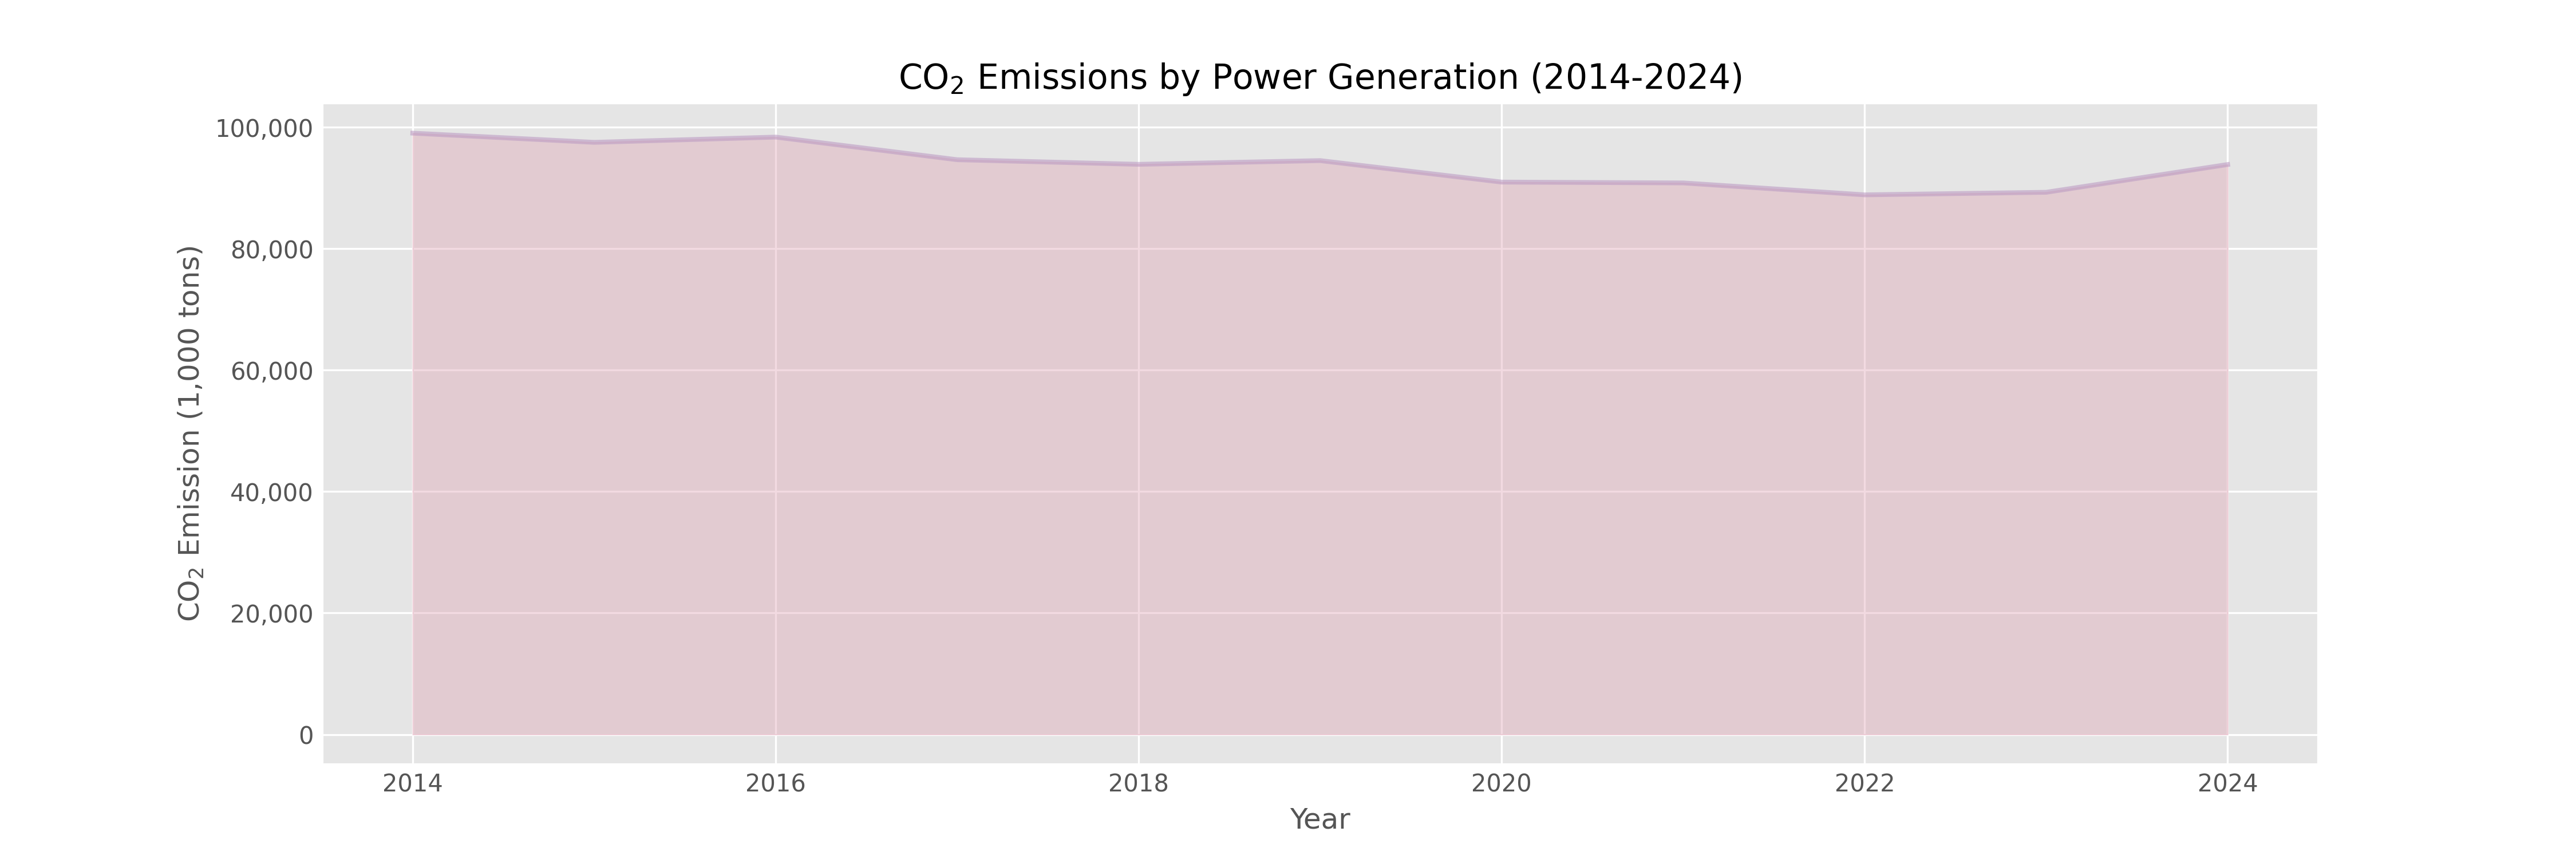 CO₂ Emissions by Power Generation (2014-2024)
CO₂ Emission (1,000 tons)
100,000
80,000
60,000
40,000
20,000
0
2014 2016 2018 2020 2022 2024
Year